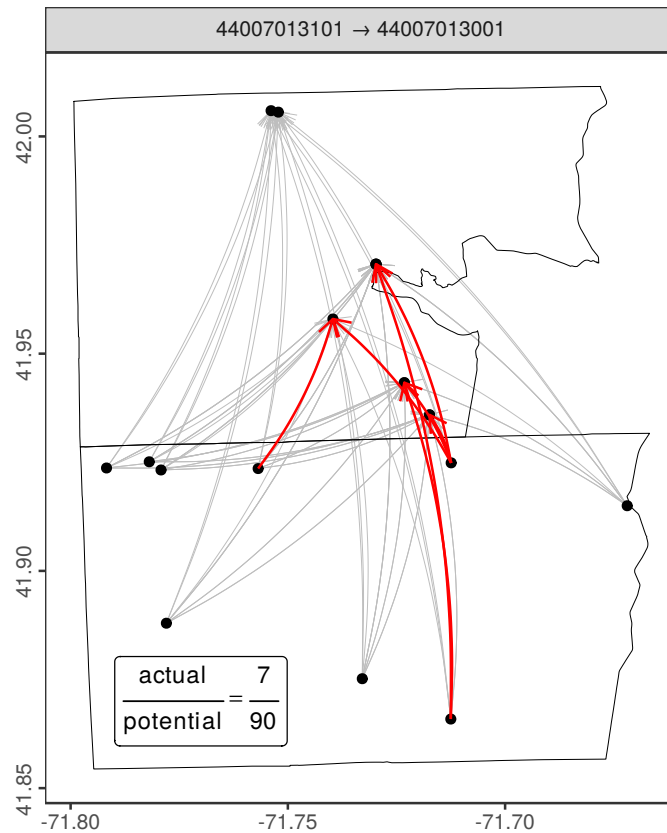 44007013101 → 44007013001
42.00
41.95
41.90
41.85
actual / potential = 7 / 90
-71.80 -71.75 -71.70